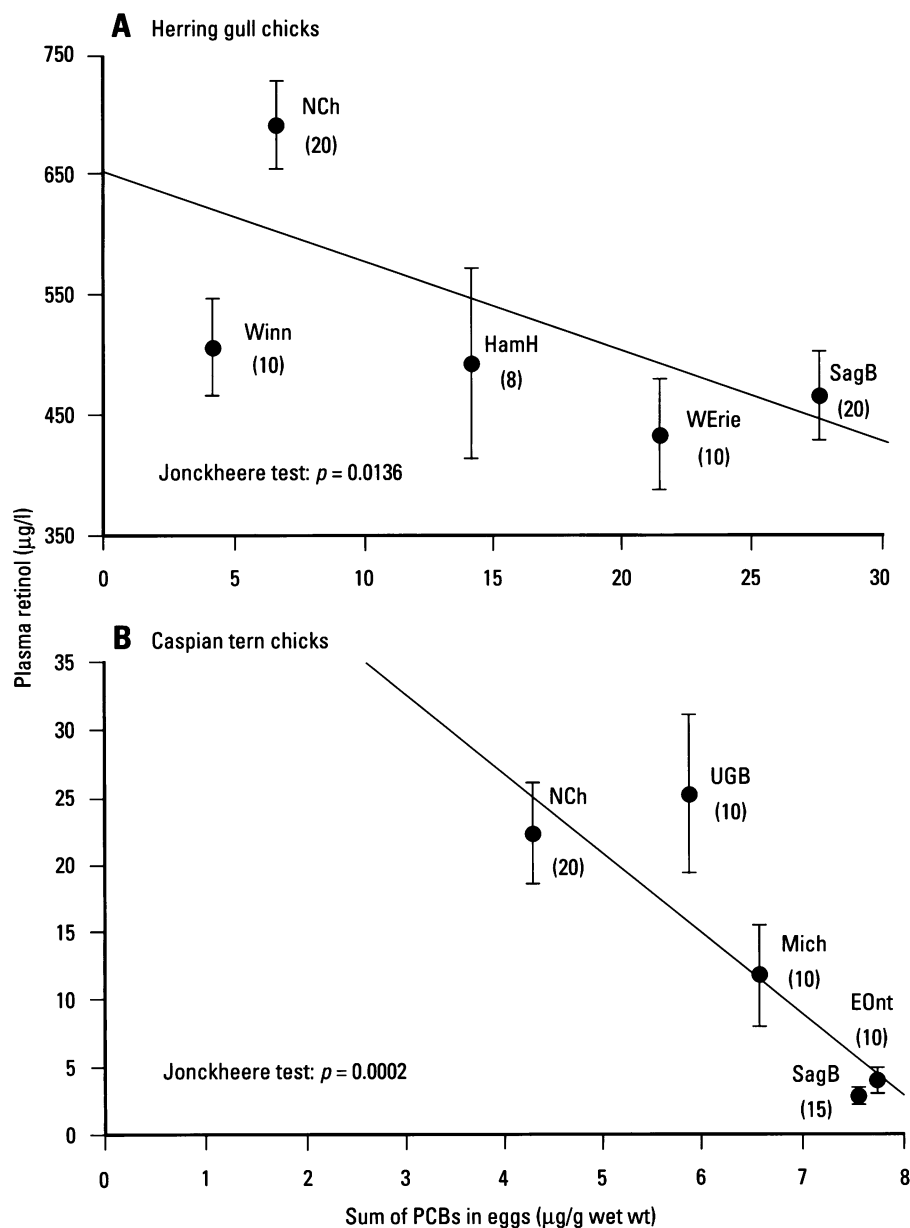 A Herring gull chicks
750
650
550
450
350
NCh
(20)
Winn
(10)
HamH
(8)
WErie
(10)
SagB
(20)
Jonckheere test: p = 0.0136
0 5 10 15 20 25 30
Plasma retinol (µg/l)
B Caspian tern chicks
35
30
25
20
15
10
5
0
NCh
(20)
UGB
(10)
Mich
(10)
EOnt
(10)
SagB
(15)
Jonckheere test: p = 0.0002
0 1 2 3 4 5 6 7 8
Sum of PCBs in eggs (µg/g wet wt)